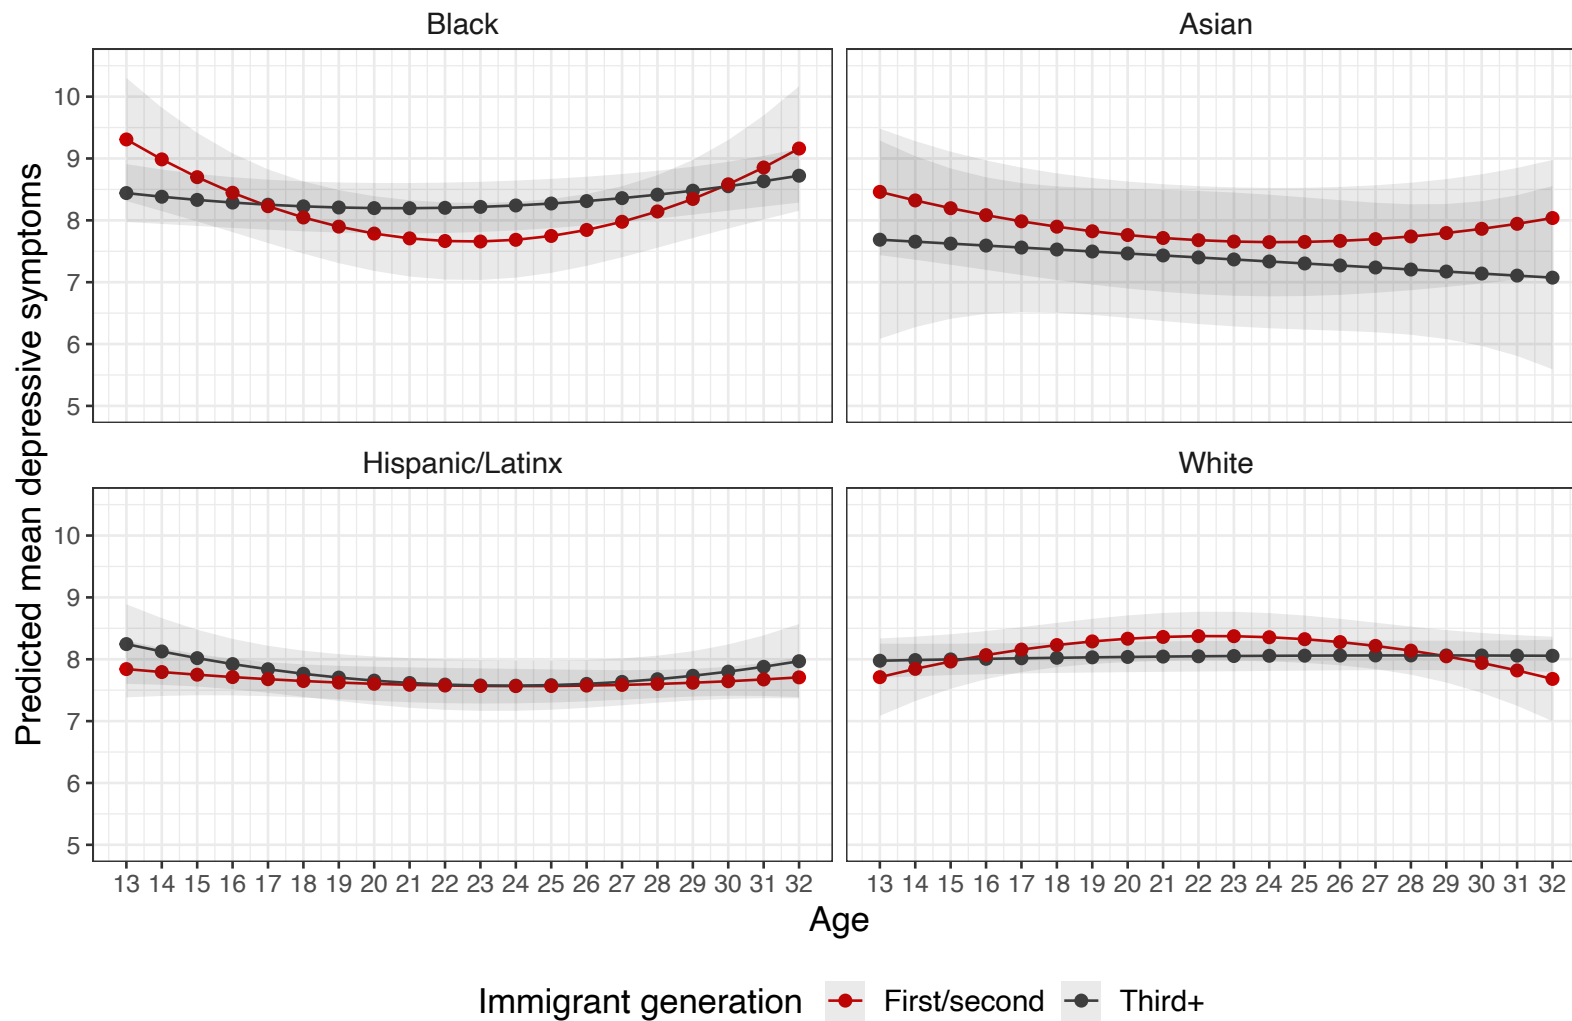 Black
Asian
10
9
8
7
6
5
Predicted mean depressive symptoms
Hispanic/Latinx
White
10
9
8
7
6
5
13 14 15 16 17 18 19 20 21 22 23 24 25 26 27 28 29 30 31 32
13 14 15 16 17 18 19 20 21 22 23 24 25 26 27 28 29 30 31 32
Age
Immigrant generation First/second Third+